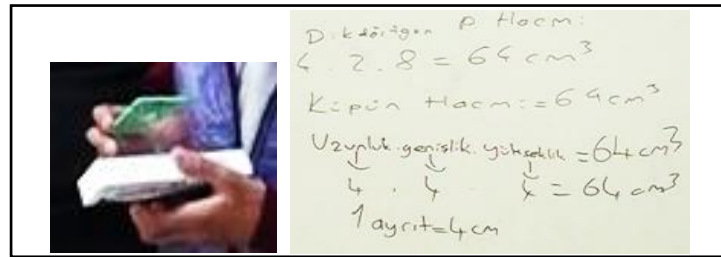 Dikdörtgen P Hacmi:
4 . 2 . 8 = 64 cm³
Küpün Hacmi: = 64 cm³
Uzunluk . genişlik . yükseklik = 64 cm³
4 . 4 . 4 = 64 cm³
1 ayrıt = 4 cm